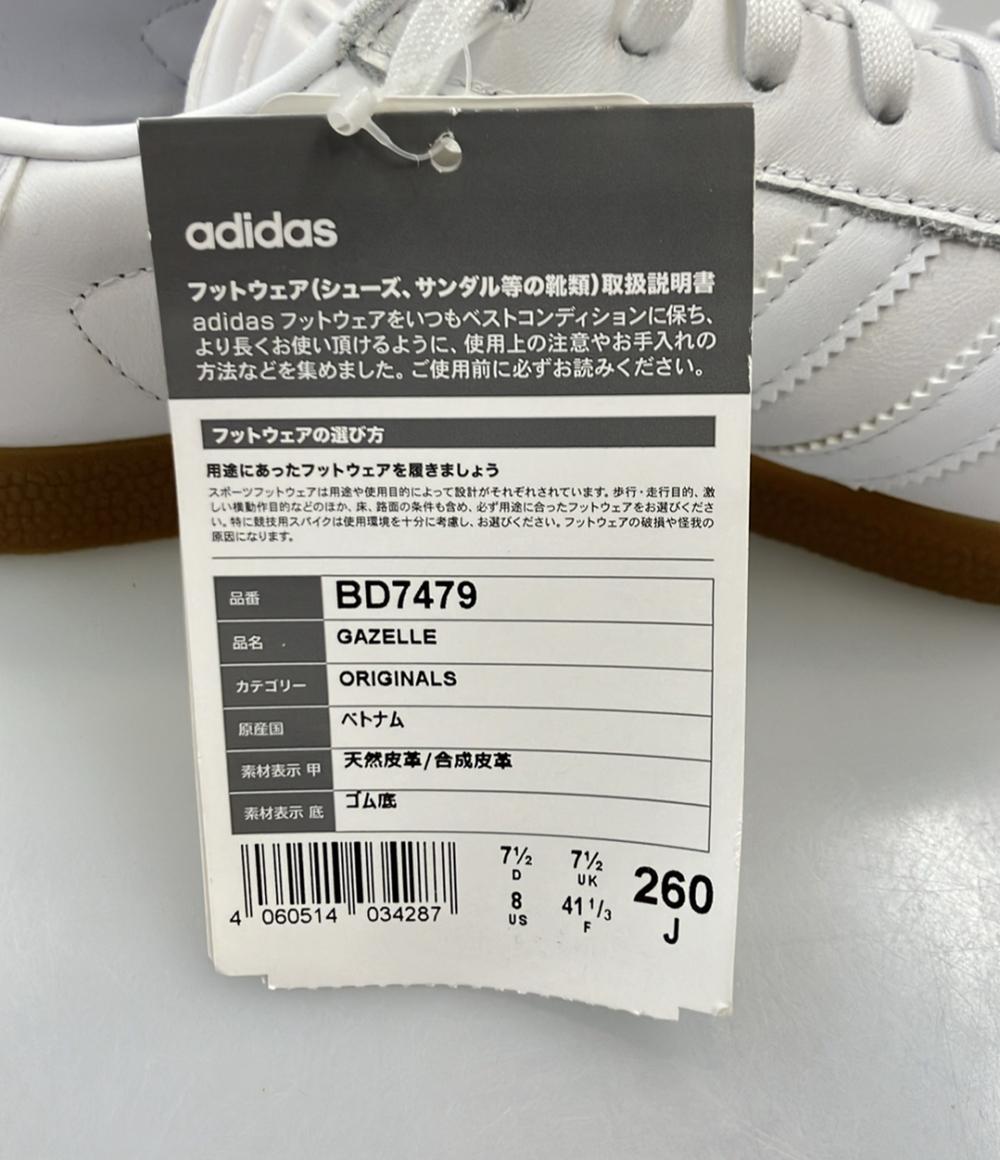 adidas
フットウェア(シューズ、サンダル等の靴類)取扱説明書
adidas フットウェアをいつもベストコンディションに保ち、
より長くお使い頂けるように、使用上の注意やお手入れの
方法などを集めました。ご使用前に必ずお読みください。
フットウェアの選び方
用途にあったフットウェアを履きましょう
スポーツフットウェアは用途や使用目的によって設計がそれぞれされています。歩行・走行目的、激
しい横動作目的などのほか、床、路面の条件も含め、必ず用途に合ったフットウェアをお選びくださ
い。特に競技用スパイクは使用環境を十分に考慮し、お選びください。フットウェアの破損や怪我の
原因になります。
品番 BD7479
品名 GAZELLE
カテゴリー ORIGINALS
原産国 ベトナム
素材表示 甲 天然皮革/合成皮革
素材表示 底 ゴム底
7½ 7½ 260
D UK
8 41 1/3 J
US F
4 060514 034287